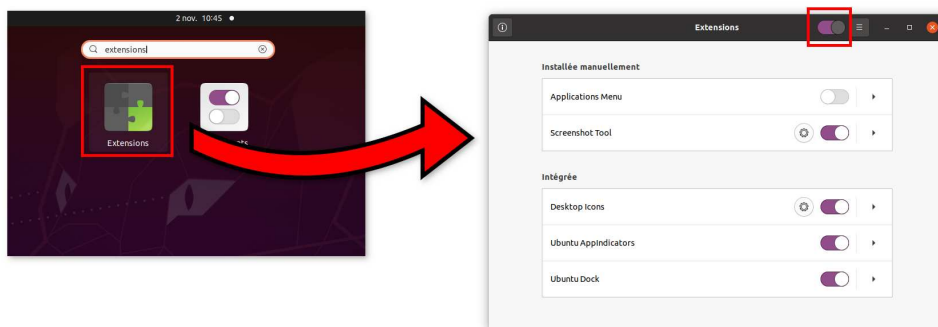 2 nov. 10:45
extensions
Extensions
Extensions
Installée manuellement
Applications Menu
Screenshot Tool
Intégrée
Desktop Icons
Ubuntu AppIndicators
Ubuntu Dock